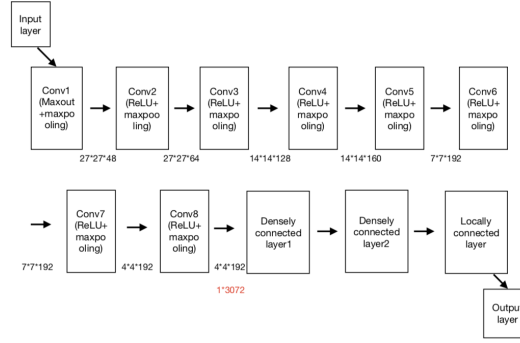 Input
layer
Conv1
(Maxout
+maxpo
oling)
Conv2
(ReLU+
maxpoo
ling)
Conv3
(ReLU+
maxpo
oling)
Conv4
(ReLU+
maxpo
oling)
Conv5
(ReLU+
maxpo
oling)
Conv6
(ReLU+
maxpo
oling)
27*27*48
27*27*64
14*14*128
14*14*160
7*7*192
Conv7
(ReLU+
maxpo
oling)
Conv8
(ReLU+
maxpo
oling)
Densely
connected
layer1
Densely
connected
layer2
Locally
connected
layer
7*7*192
4*4*192
4*4*192
1*3072
Output
layer